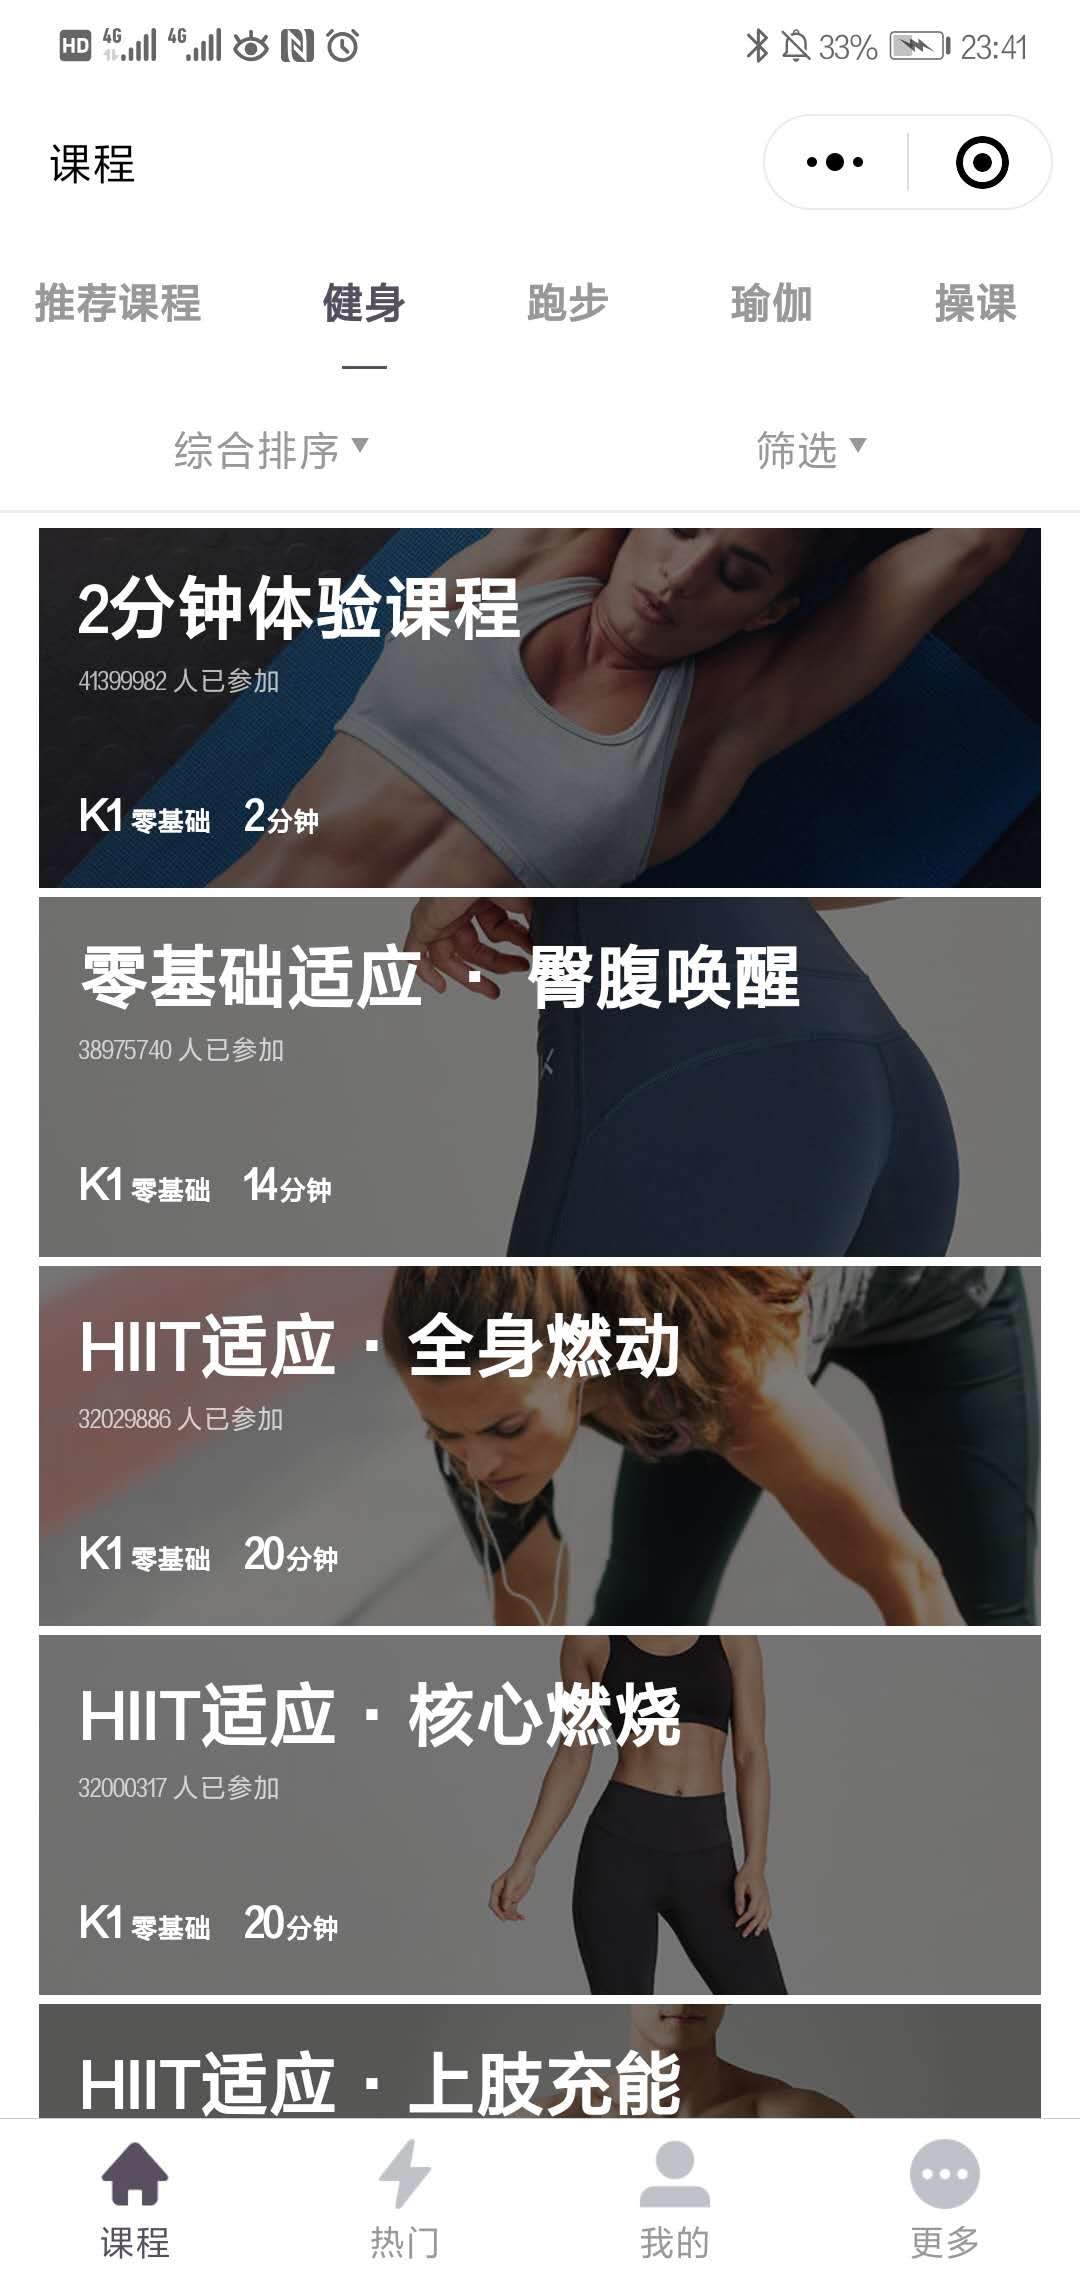 HD 4G 4G 33% 23:41
课程
推荐课程 健身 跑步 瑜伽 操课
综合排序 筛选
2分钟体验课程
41399982 人已参加
K1 零基础 2分钟
零基础适应 · 臀腹唤醒
38975740 人已参加
K1 零基础 14分钟
HIIT适应 · 全身燃动
32029886 人已参加
K1 零基础 20分钟
HIIT适应 · 核心燃烧
32000317 人已参加
K1 零基础 20分钟
HIIT适应 · 上肢充能
课程 热门 我的 更多